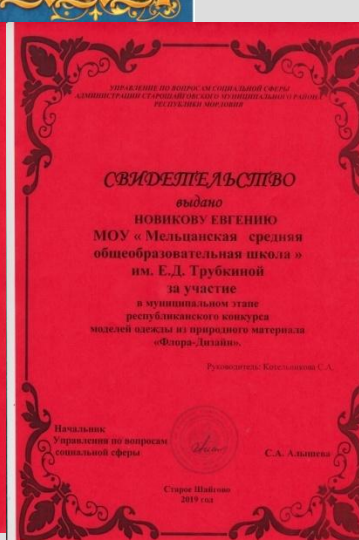 УПРАВЛЕНИЕ ПО ВОПРОСАМ СОЦИАЛЬНОЙ СФЕРЫ
АДМИНИСТРАЦИИ СТАРОШАЙГОВСКОГО МУНИЦИПАЛЬНОГО РАЙОНА
РЕСПУБЛИКИ МОРДОВИЯ
СВИДЕТЕЛЬСТВО
выдано
НОВИКОВУ ЕВГЕНИЮ
МОУ « Мельцанская средняя
общеобразовательная школа »
им. Е.Д. Трубкиной
за участие
в муниципальном этапе
республиканского конкурса
моделей одежды из природного материала
«Флора-Дизайн».
Руководитель: Котельникова С.А.
Начальник
Управления по вопросам
социальной сферы
С.А. Алышева
Старое Шайгово
2019 год